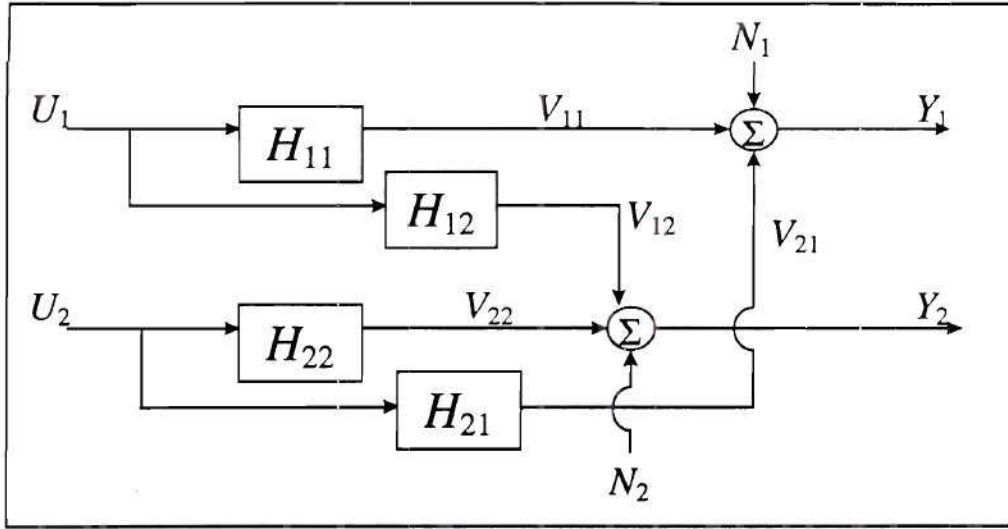 N₁
U₁ H₁₁ V₁₁ Σ Y₁
H₁₂ V₁₂ V₂₁
U₂ H₂₂ V₂₂ Σ Y₂
H₂₁
N₂